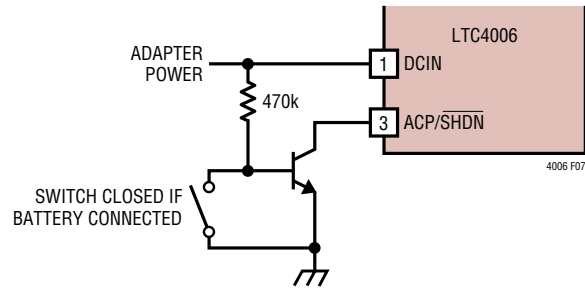 LTC4006
ADAPTER
POWER
1
DCIN
470k
3
ACP/SHDN
4006 F07
SWITCH CLOSED IF
BATTERY CONNECTED